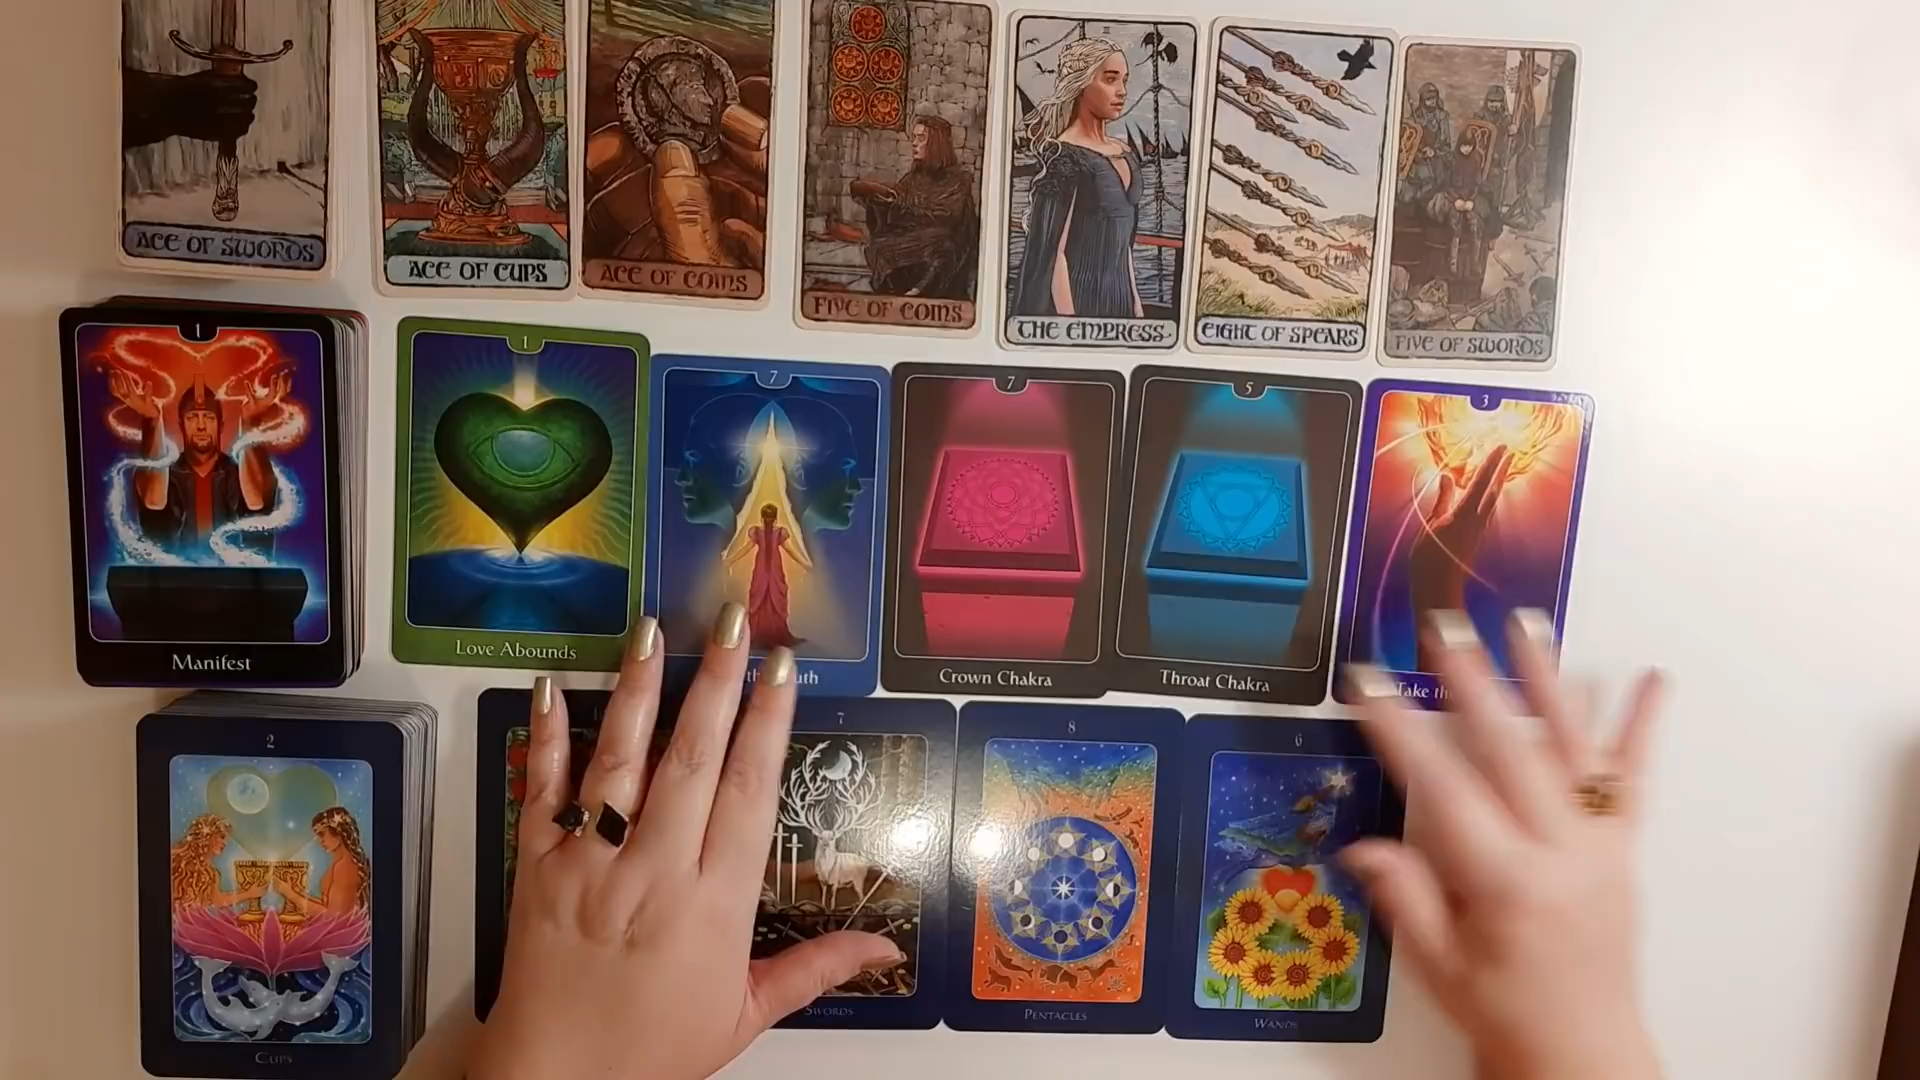 III
ACE OF SWORDS
ACE OF CUPS
ACE OF COINS
FIVE OF COINS
THE EMPRESS
EIGHT OF SPEARS
FIVE OF SWORDS
1
1
7
7
5
3
Manifest
Love Abounds
Crown Chakra
Throat Chakra
Take
2
7
8
6
Cups
Swords
Pentacles
Wands